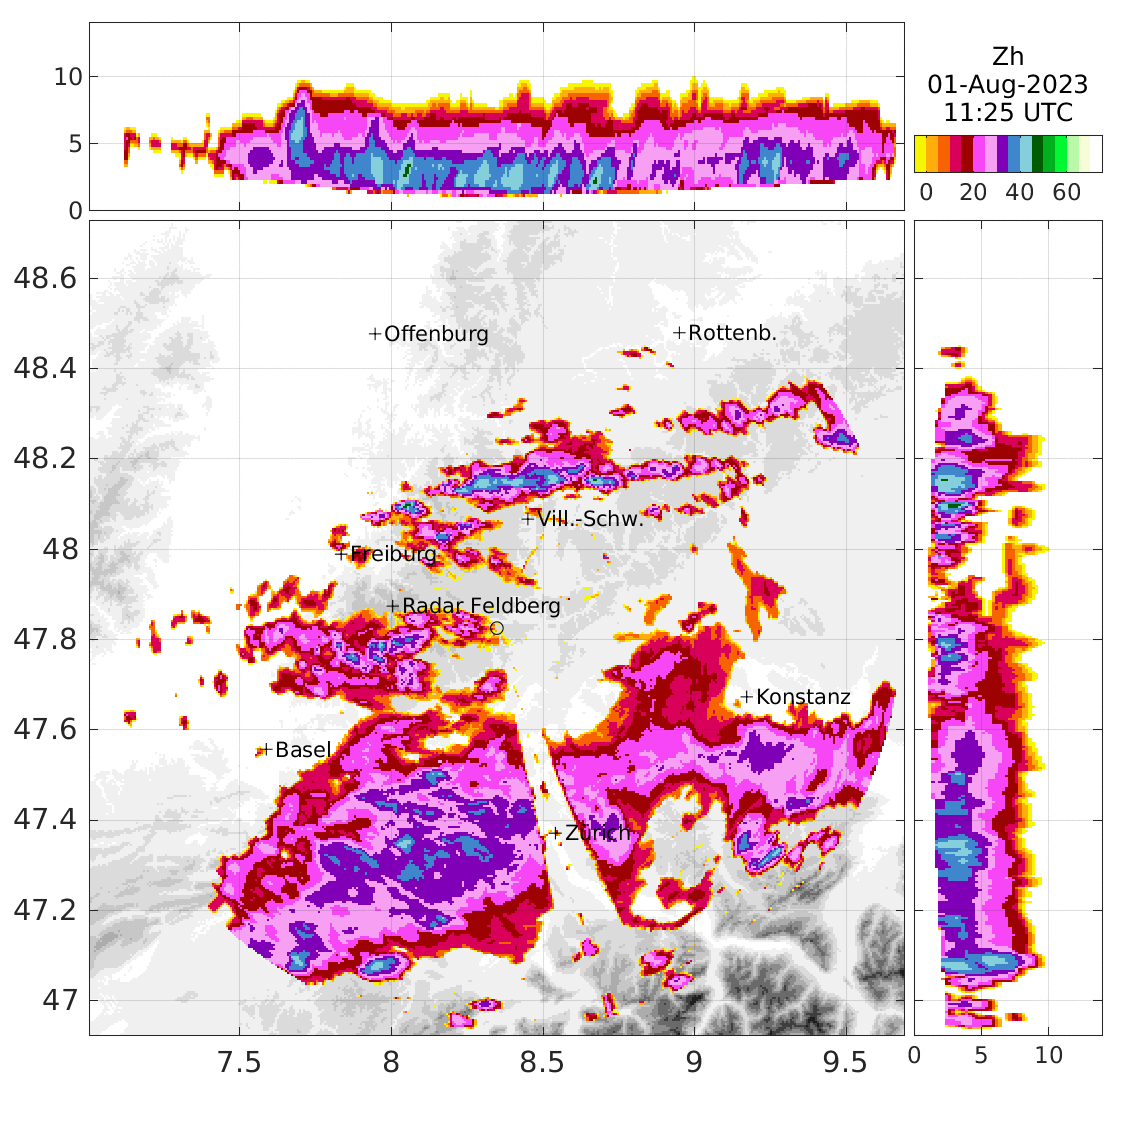 Zh
01-Aug-2023
11:25 UTC
0 20 40 60
10
5
0
48.6
48.4
48.2
48
47.8
47.6
47.4
47.2
47
Offenburg
Rottenb.
Vill.-Schw.
Freiburg
Radar Feldberg
Konstanz
Basel
Zürich
7.5 8 8.5 9 9.5
0 5 10